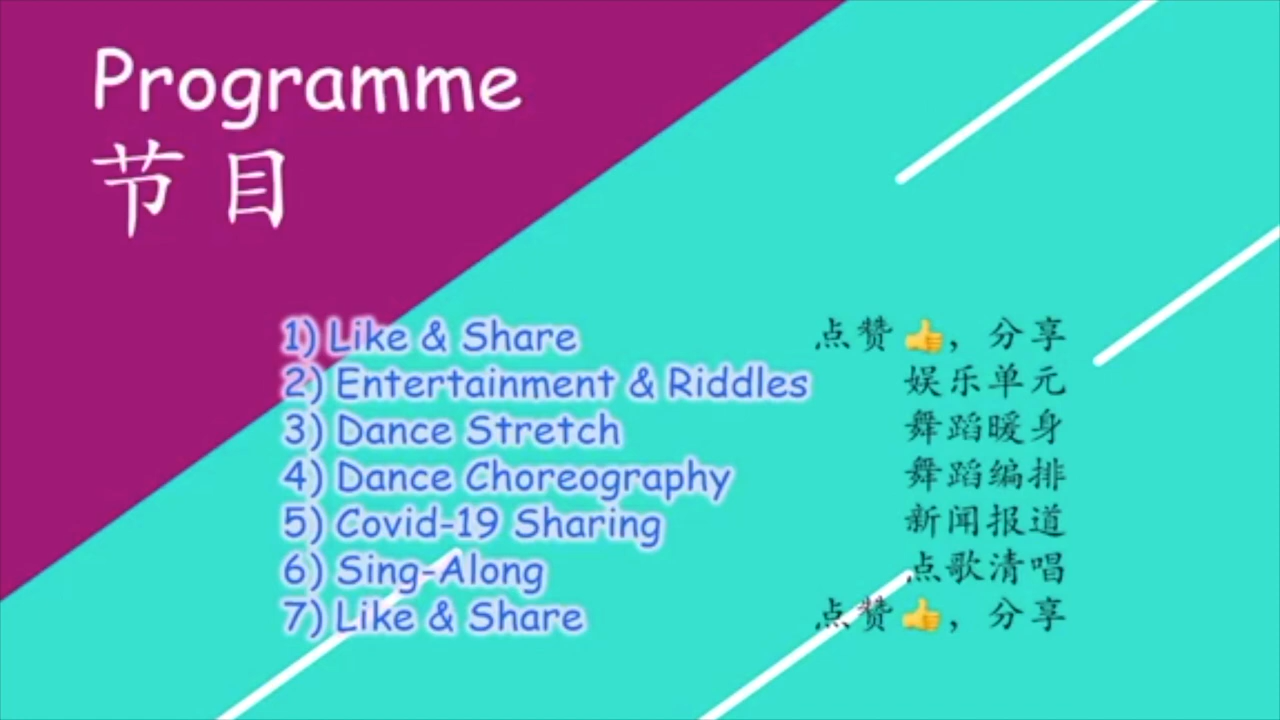 Programme
节目
1) Like & Share 点赞👍，分享
2) Entertainment & Riddles 娱乐单元
3) Dance Stretch 舞蹈暖身
4) Dance Choreography 舞蹈编排
5) Covid-19 Sharing 新闻报道
6) Sing-Along 点歌清唱
7) Like & Share 点赞👍，分享